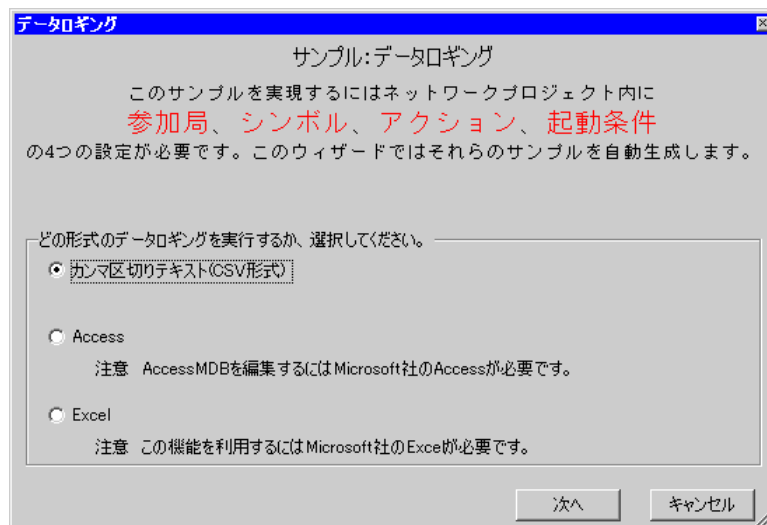 データロギング
サンプル:データロギング
このサンプルを実現するにはネットワークプロジェクト内に
参加局、シンボル、アクション、起動条件
の4つの設定が必要です。このウィザードではそれらのサンプルを自動生成します。
どの形式のデータロギングを実行するか、選択してください。
カンマ区切りテキスト(CSV形式)
Access
注意 AccessMDBを編集するにはMicrosoft社のAccessが必要です。
Excel
注意 この機能を利用するにはMicrosoft社のExcelが必要です。
次へ
キャンセル